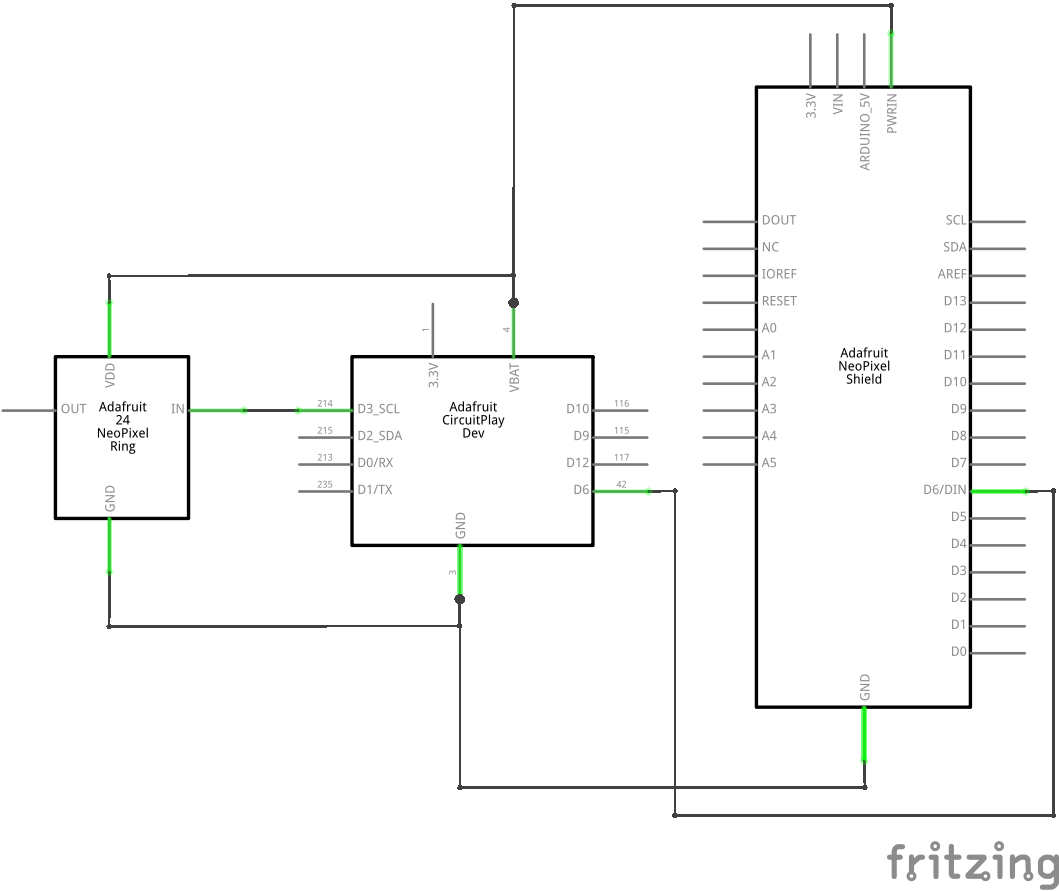 3.3V
VIN
ARDUINO_5V
PWRIN
DOUT
NC
IOREF
RESET
A0
A1
A2
A3
A4
A5
Adafruit
NeoPixel
Shield
SCL
SDA
AREF
D13
D12
D11
D10
D9
D8
D7
D6/DIN
D5
D4
D3
D2
D1
D0
GND
VDD
OUT
IN
Adafruit
24
NeoPixel
Ring
GND
1
4
3.3V
VBAT
214
D3_SCL
215
D2_SDA
213
D0/RX
235
D1/TX
Adafruit
CircuitPlay
Dev
D10
116
D9
115
D12
117
D6
42
GND
3
fritzing